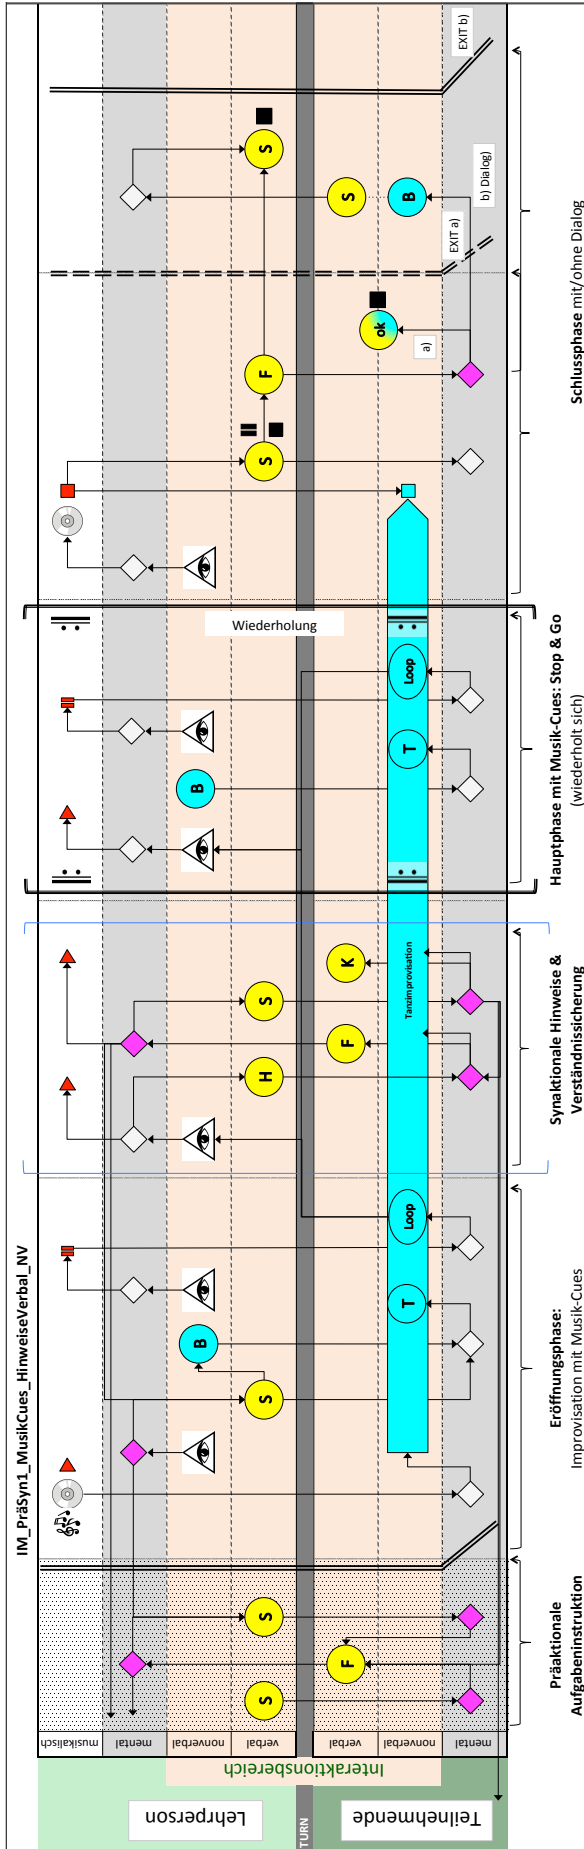 IM_PräSyn1_MusikCues_HinweiseVerbal_NV
Lehrperson
Teilnehmende
Interaktionsbereich
TURN
musikalisch
mental
nonverbal
verbal
verbal
nonverbal
mental
S
F
S
S
B
T
Loop
H
F
S
K
Tanzimprovisation
B
T
Loop
Wiederholung
S
F
ok
a)
EXIT a)
b) Dialog)
S
B
S
EXIT b)
Präaktionale
Aufgabeninstruktion
Eröffnungsphase:
Improvisation mit Musik-Cues
Synaktionale Hinweise &
Verständnissicherung
Hauptphase mit Musik-Cues: Stop & Go
(wiederholt sich)
Schlussphase mit/ohne Dialog